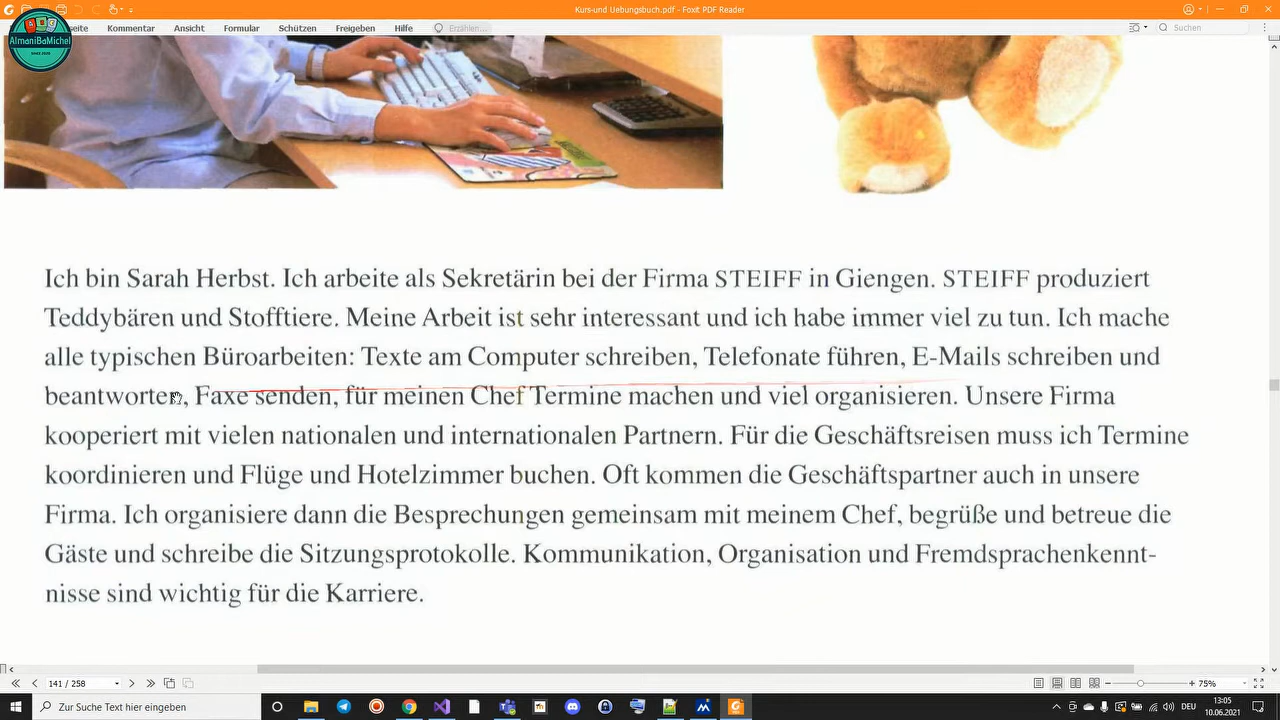 Kurs-und Uebungsbuch.pdf - Foxit PDF Reader
seite Kommentar Ansicht Formular Schützen Freigeben Hilfe Erzählen... Suchen
AlmaniBaMichel
SINCE 2020
Ich bin Sarah Herbst. Ich arbeite als Sekretärin bei der Firma STEIFF in Giengen. STEIFF produziert
Teddybären und Stofftiere. Meine Arbeit ist sehr interessant und ich habe immer viel zu tun. Ich mache
alle typischen Büroarbeiten: Texte am Computer schreiben, Telefonate führen, E-Mails schreiben und
beantworten, Faxe senden, für meinen Chef Termine machen und viel organisieren. Unsere Firma
kooperiert mit vielen nationalen und internationalen Partnern. Für die Geschäftsreisen muss ich Termine
koordinieren und Flüge und Hotelzimmer buchen. Oft kommen die Geschäftspartner auch in unsere
Firma. Ich organisiere dann die Besprechungen gemeinsam mit meinem Chef, begrüße und betreue die
Gäste und schreibe die Sitzungsprotokolle. Kommunikation, Organisation und Fremdsprachenkennt-
nisse sind wichtig für die Karriere.
141 / 258 75%
Zur Suche Text hier eingeben DEU 13:05
10.06.2021